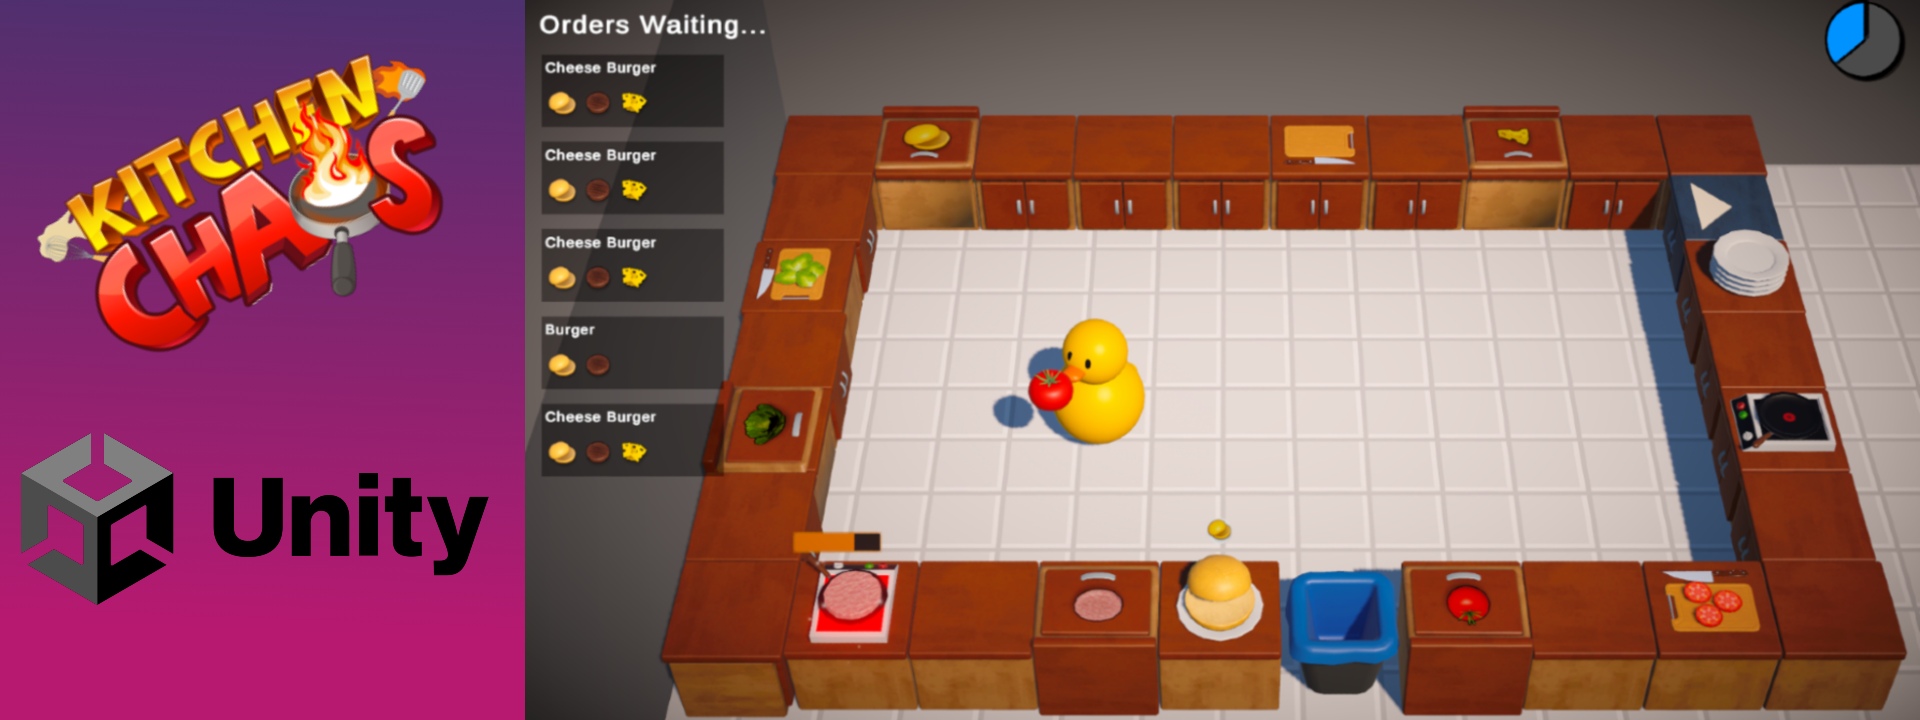 KITCHEN
CHAOS
Unity
Orders Waiting...
Cheese Burger
Cheese Burger
Cheese Burger
Burger
Cheese Burger